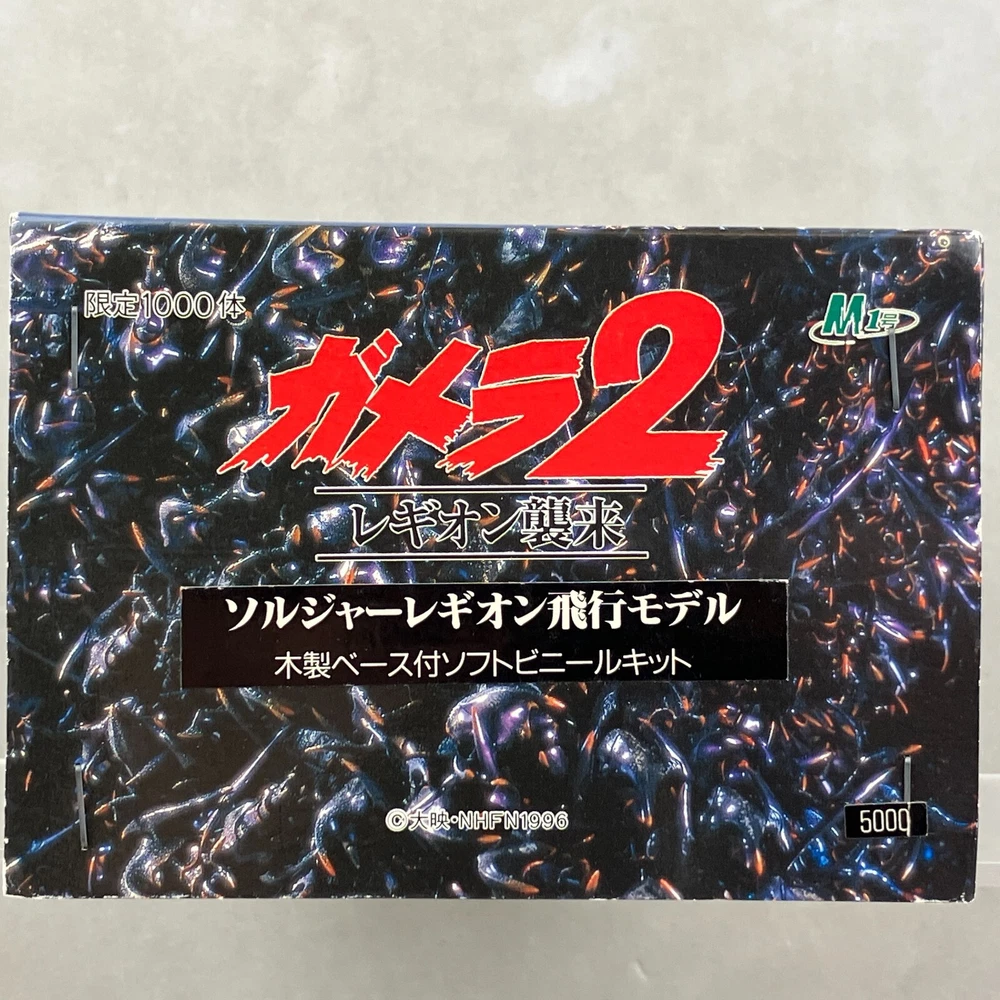 限定1000体
M1号
ガメラ2
レギオン襲来
ソルジャーレギオン飛行モデル
木製ベース付ソフトビニールキット
©大映・NHFN1996
5000